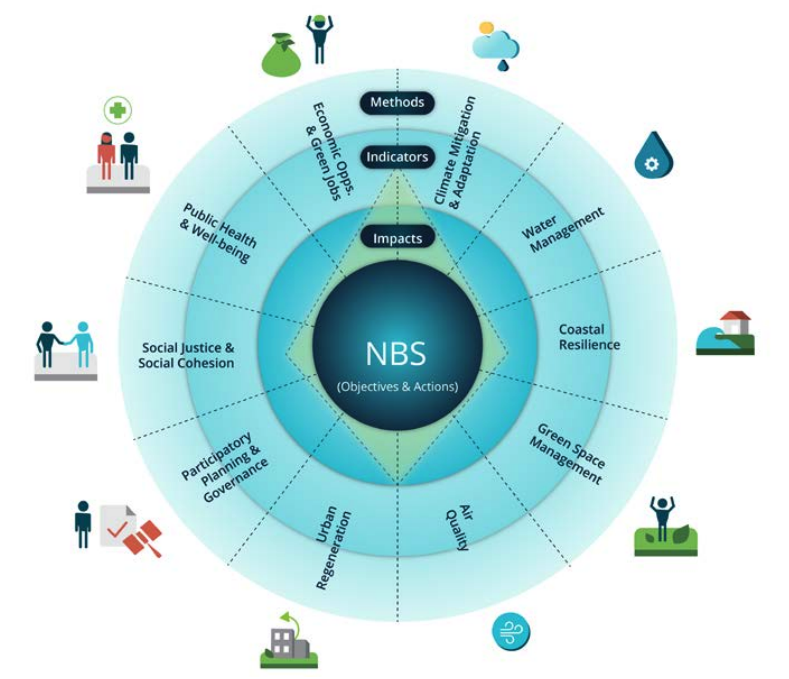 Methods
Indicators
Impacts
NBS
(Objectives & Actions)
Climate Mitigation
& Adaptation
Water
Management
Coastal
Resilience
Green Space
Management
Air
Quality
Urban
Regeneration
Participatory
Planning &
Governance
Social Justice &
Social Cohesion
Public Health
& Well-being
Economic Opps.
& Green Jobs